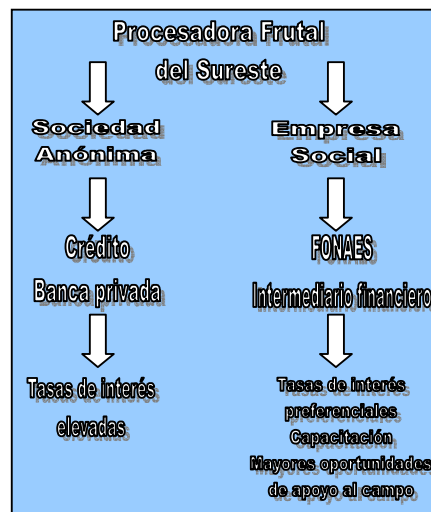 Procesadora Frutal
del Sureste
Sociedad
Anónima
Crédito
Banca privada
Tasas de interés
elevadas
Empresa
Social
FONAES
Intermediario financiero
Tasas de interés
preferenciales
Capacitación
Mayores oportunidades
de apoyo al campo